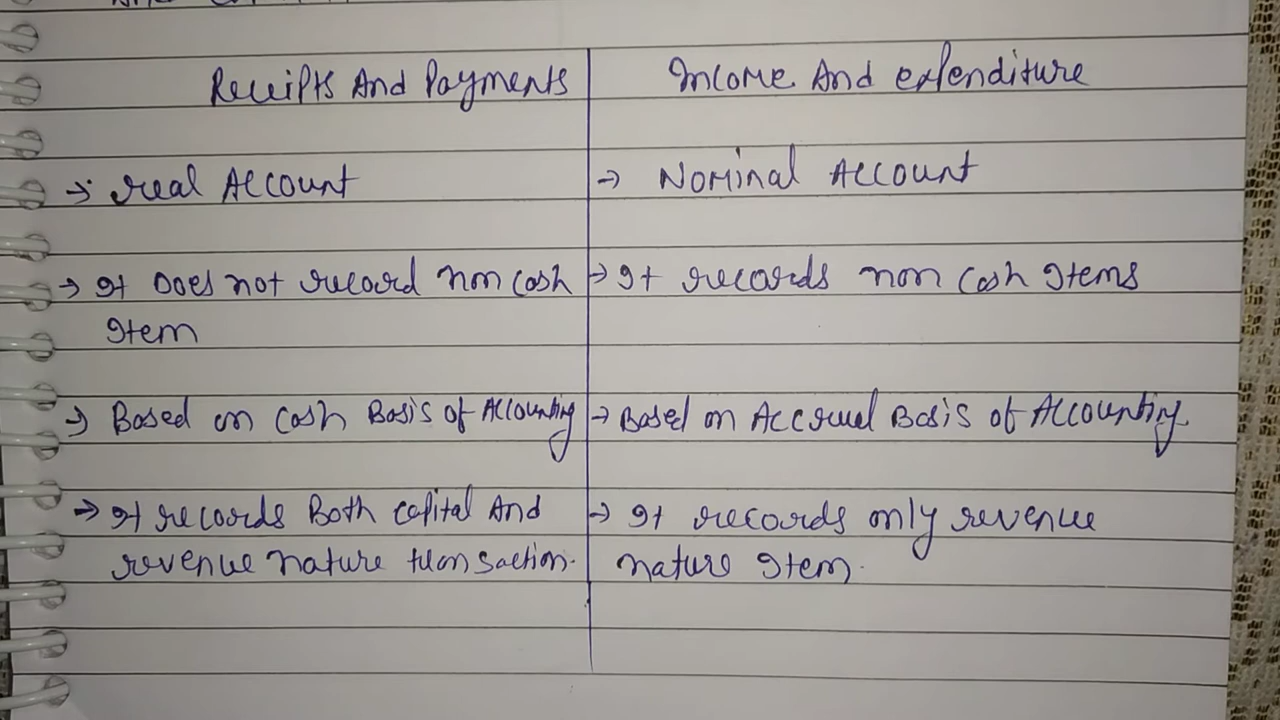 Receipts And Payments
Income And expenditure
→ real Account
→ Nominal Account
→ It Does not record non cash
Item
→ It records non cash Items
→ Based on cash Basis of Accounting
→ Based on Accrual Basis of Accounting.
→ It records Both capital And
revenue nature transaction.
→ It records only revenue
nature Item.